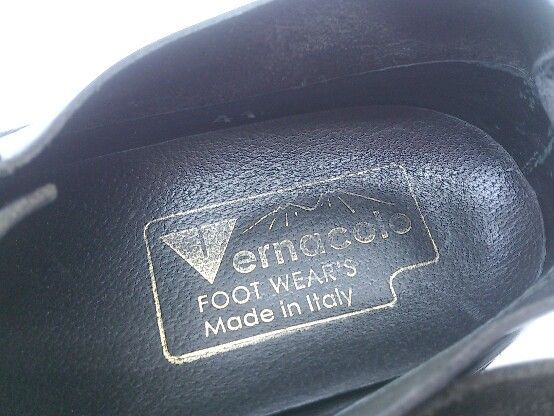 Vernacolo
FOOT WEAR'S
Made in Italy